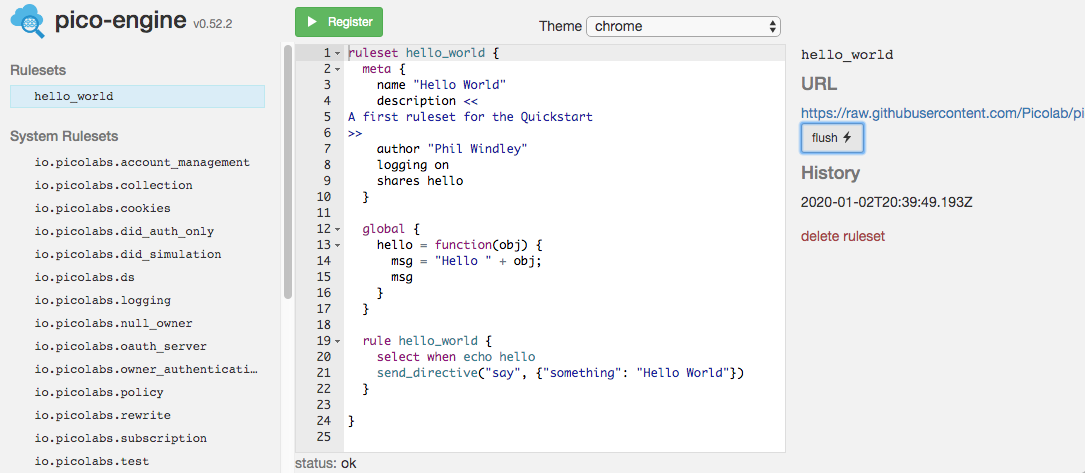 pico-engine v0.52.2
Rulesets
hello_world
System Rulesets
io.picolabs.account_management
io.picolabs.collection
io.picolabs.cookies
io.picolabs.did_auth_only
io.picolabs.did_simulation
io.picolabs.ds
io.picolabs.logging
io.picolabs.null_owner
io.picolabs.oauth_server
io.picolabs.owner_authenticati…
io.picolabs.policy
io.picolabs.rewrite
io.picolabs.subscription
io.picolabs.test
Register
Theme chrome
1 ruleset hello_world {
2   meta {
3     name "Hello World"
4     description <<
5 A first ruleset for the Quickstart
6 >>
7     author "Phil Windley"
8     logging on
9     shares hello
10   }
11
12   global {
13     hello = function(obj) {
14       msg = "Hello " + obj;
15       msg
16     }
17   }
18
19   rule hello_world {
20     select when echo hello
21     send_directive("say", {"something": "Hello World"})
22   }
23
24 }
25
status: ok
hello_world
URL
https://raw.githubusercontent.com/Picolab/pi
flush
History
2020-01-02T20:39:49.193Z
delete ruleset